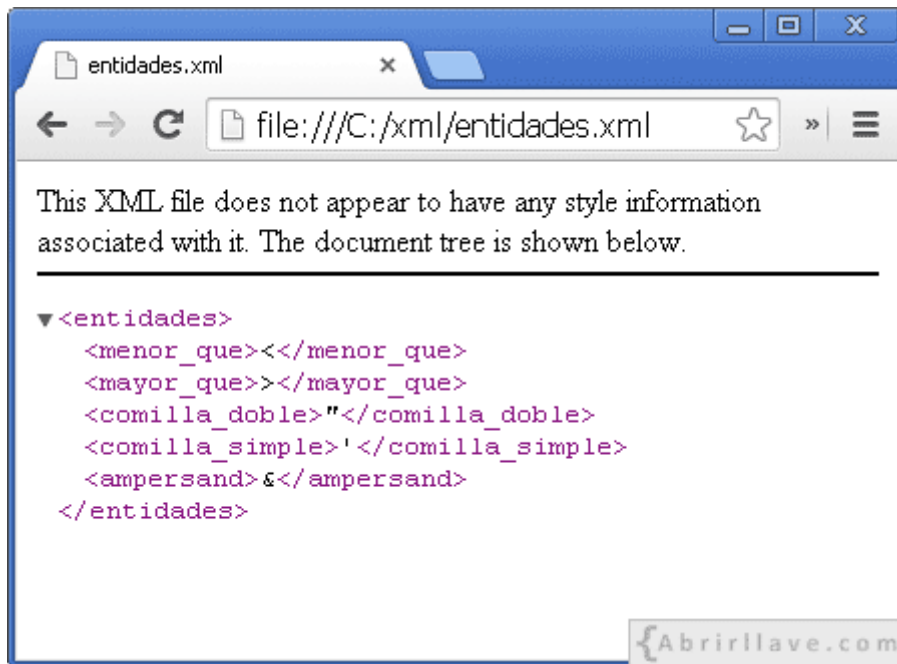 entidades.xml
file:///C:/xml/entidades.xml
This XML file does not appear to have any style information
associated with it. The document tree is shown below.
<entidades>
<menor_que><</menor_que>
<mayor_que>></mayor_que>
<comilla_doble>"</comilla_doble>
<comilla_simple>'</comilla_simple>
<ampersand>&</ampersand>
</entidades>
{Abrirllave.com